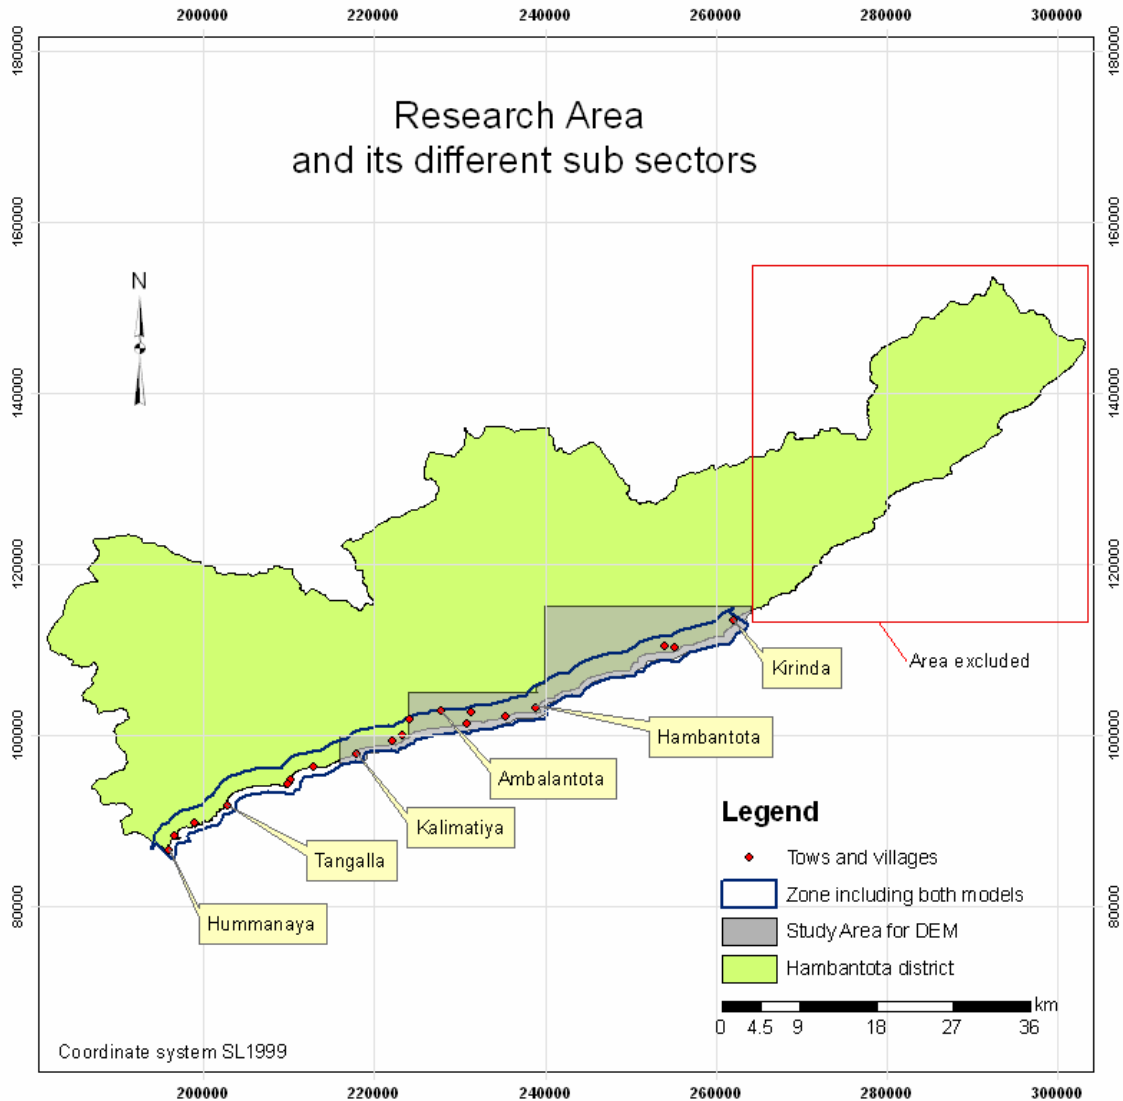 200000 220000 240000 260000 280000 300000
180000 180000
Research Area
and its different sub sectors
160000 160000
N
140000 140000
120000 120000
Kirinda
Area excluded
Hambantota
100000 100000
Ambalantota
Kalimatiya
Tangalla
Hummanaya
80000 80000
Legend
Tows and villages
Zone including both models
Study Area for DEM
Hambantota district
km
0 4.5 9 18 27 36
Coordinate system SL1999
200000 220000 240000 260000 280000 300000